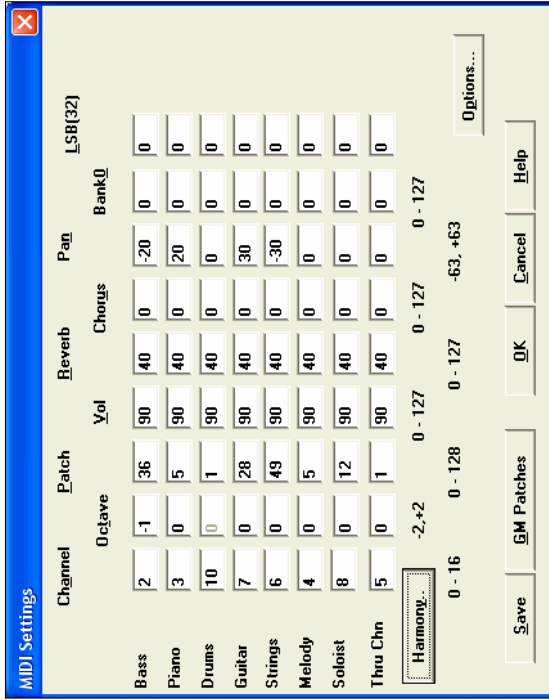 MIDI Settings
Channel Patch Reverb Pan LSB(32)
Octave Vol Chorus Bank0
Bass 2 -1 36 90 40 0 -20 0 0
Piano 3 0 5 90 40 0 20 0 0
Drums 10 0 1 90 40 0 0 0 0
Guitar 7 0 28 90 40 0 30 0 0
Strings 6 0 49 90 40 0 -30 0 0
Melody 4 0 5 90 40 0 0 0 0
Soloist 8 0 12 90 40 0 0 0 0
Thru Chn 5 0 1 90 40 0 0 0 0
Harmony.. -2,+2 0 - 127 0 - 127 0 - 127
0 - 16 0 - 128 0 - 127 -63, +63
Options...
Save GM Patches OK Cancel Help